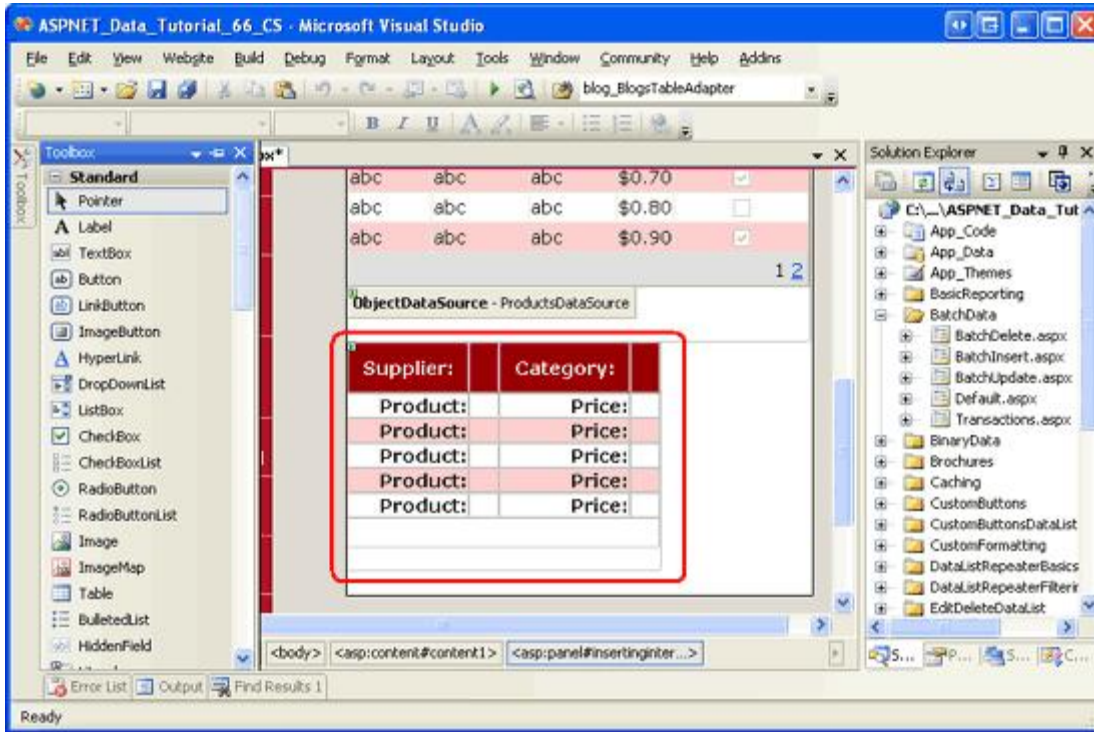 ASPNET_Data_Tutorial_66_CS - Microsoft Visual Studio
File Edit View Website Build Debug Format Layout Tools Window Community Help Addins
blog_BlogsTableAdapter
B I U A
Toolbox
Toolbox
Standard
Pointer
A Label
TextBox
Button
LinkButton
ImageButton
HyperLink
DropDownList
ListBox
CheckBox
CheckBoxList
RadioButton
RadioButtonList
Image
ImageMap
Table
BulletedList
HiddenField
px*
abc abc abc $0.70
abc abc abc $0.80
abc abc abc $0.90
1 2
ObjectDataSource - ProductsDataSource
Supplier: Category:
Product: Price:
Product: Price:
Product: Price:
Product: Price:
Product: Price:
<body> <asp:content#content1> <asp:panel#insertinginter...>
Solution Explorer
C:\...\ASPNET_Data_Tut
App_Code
App_Data
App_Themes
BasicReporting
BatchData
BatchDelete.aspx
BatchInsert.aspx
BatchUpdate.aspx
Default.aspx
Transactions.aspx
BinaryData
Brochures
Caching
CustomButtons
CustomButtonsDataList
CustomFormatting
DataListRepeaterBasics
DataListRepeaterFilterir
EditDeleteDataList
S... P... S... C...
Error List Output Find Results 1
Ready